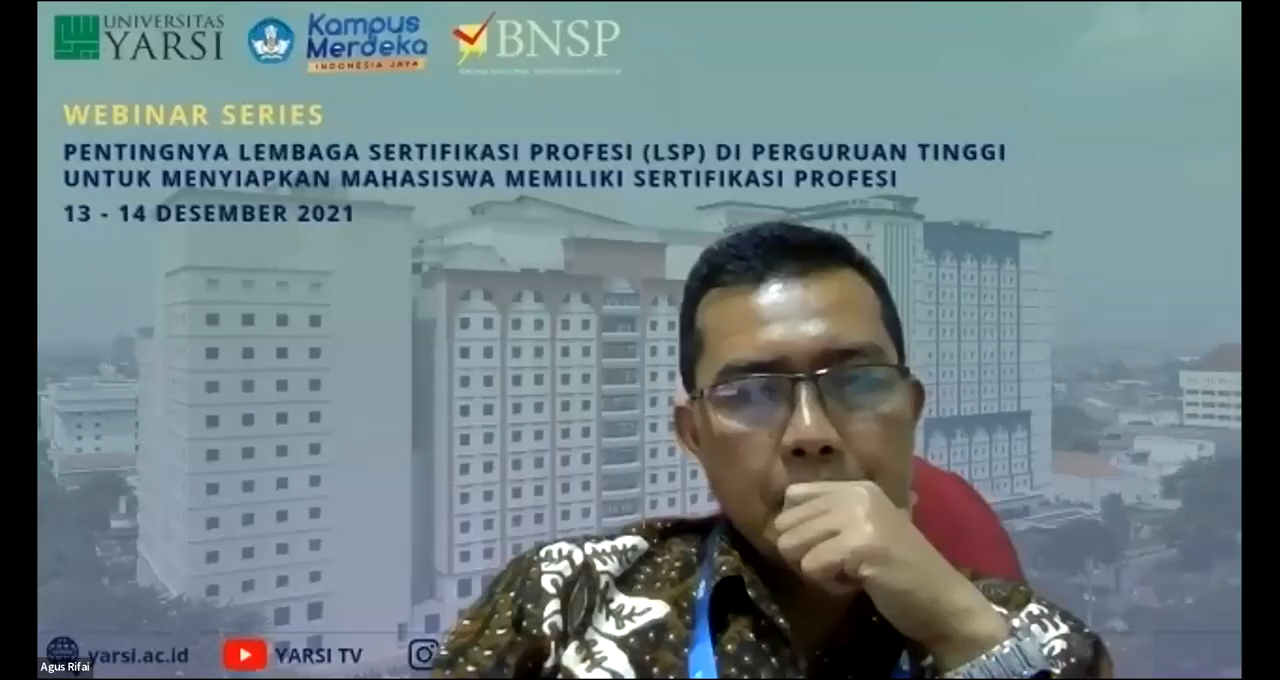 UNIVERSITAS
YARSI
Kampus
Merdeka
INDONESIA JAYA
BNSP
WEBINAR SERIES
PENTINGNYA LEMBAGA SERTIFIKASI PROFESI (LSP) DI PERGURUAN TINGGI
UNTUK MENYIAPKAN MAHASISWA MEMILIKI SERTIFIKASI PROFESI
13 - 14 DESEMBER 2021
yarsi.ac.id
YARSI TV
Agus Rifai